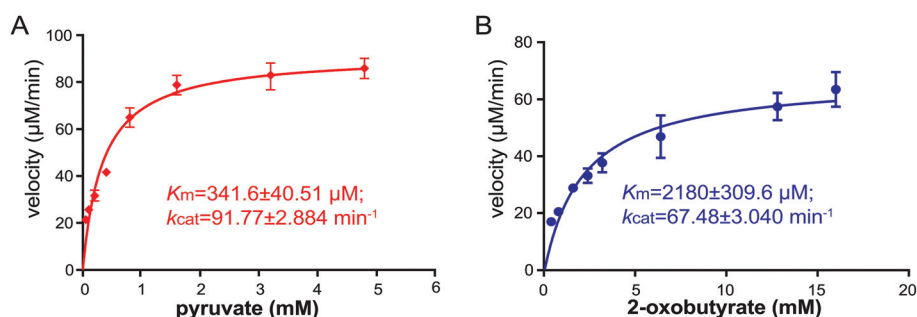 A
velocity (µM/min)
100
80
60
40
20
0
Km=341.6±40.51 µM;
kcat=91.77±2.884 min-1
0 1 2 3 4 5 6
pyruvate (mM)
B
velocity (µM/min)
80
60
40
20
0
Km=2180±309.6 µM;
kcat=67.48±3.040 min-1
0 5 10 15 20
2-oxobutyrate (mM)